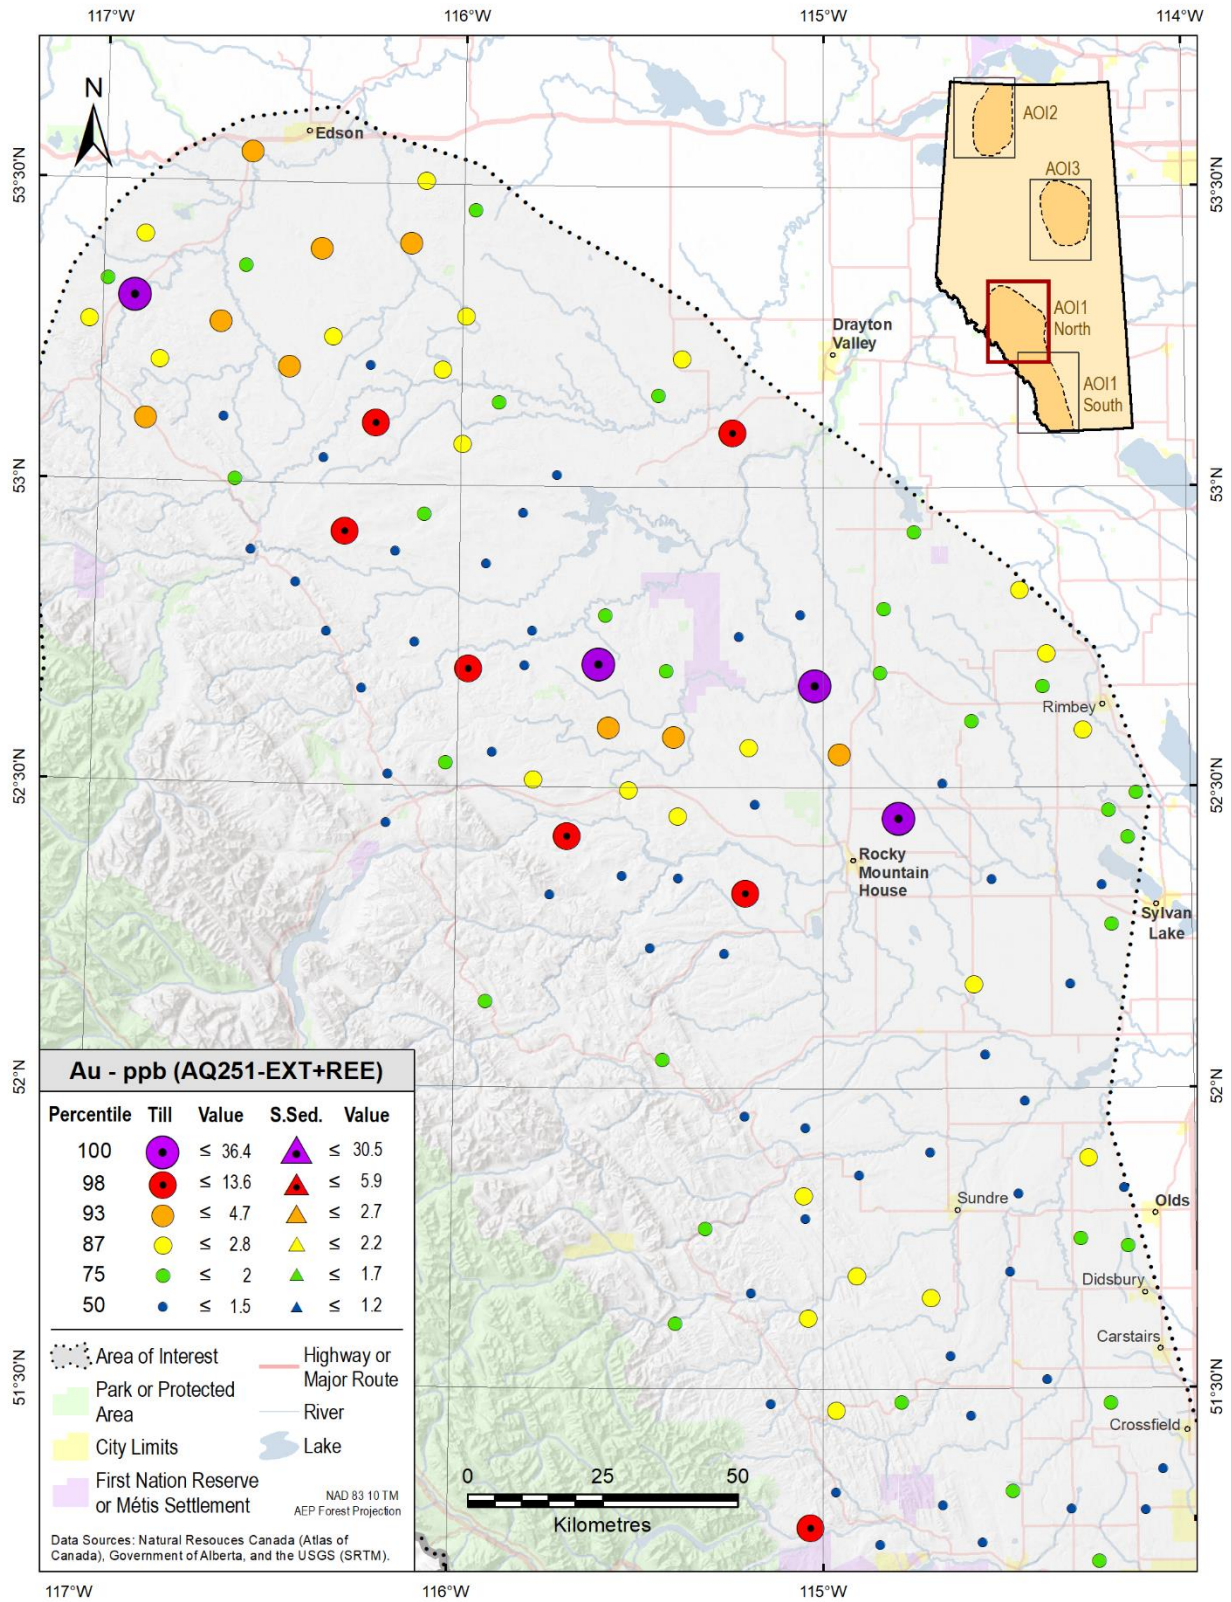 117°W 116°W 115°W 114°W
N
Edson
53°30'N 53°30'N
AOI2
AOI3
AOI1
North
AOI1
South
Drayton
Valley
53°N 53°N
Rimbey
52°30'N 52°30'N
Rocky
Mountain
House
Sylvan
Lake
52°N 52°N
Sundre
Olds
Didsbury
Carstairs
51°30'N 51°30'N
Crossfield
Au - ppb (AQ251-EXT+REE)
Percentile Till Value S.Sed. Value
100 ≤ 36.4 ≤ 30.5
98 ≤ 13.6 ≤ 5.9
93 ≤ 4.7 ≤ 2.7
87 ≤ 2.8 ≤ 2.2
75 ≤ 2 ≤ 1.7
50 ≤ 1.5 ≤ 1.2
Area of Interest
Park or Protected
Area
City Limits
First Nation Reserve
or Métis Settlement
Highway or
Major Route
River
Lake
NAD 83 10 TM
AEP Forest Projection
Data Sources: Natural Resouces Canada (Atlas of
Canada), Government of Alberta, and the USGS (SRTM).
0 25 50
Kilometres
117°W 116°W 115°W